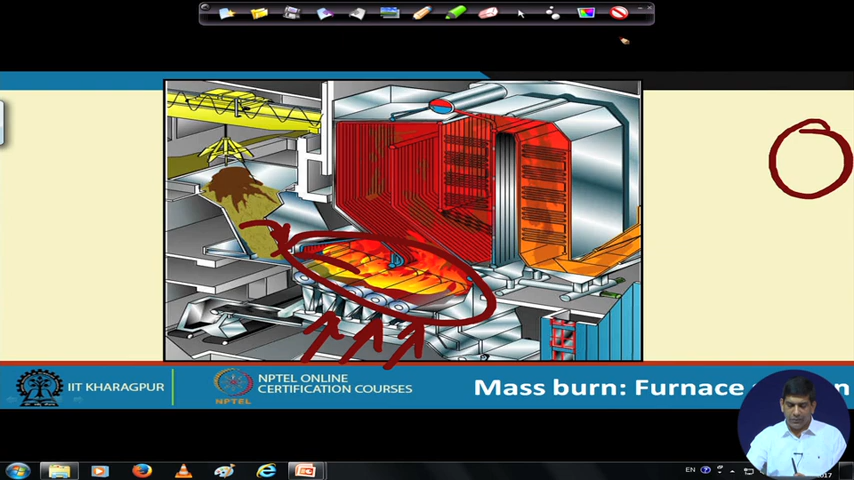 IIT KHARAGPUR
NPTEL ONLINE
CERTIFICATION COURSES
NPTEL
Mass burn: Furnace
EN